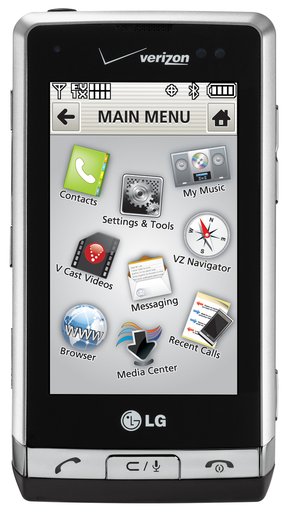 verizon
MAIN MENU
Contacts
Settings & Tools
My Music
V Cast Videos
Messaging
VZ Navigator
Browser
Media Center
Recent Calls
LG